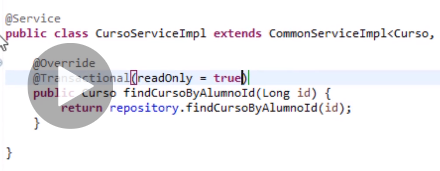 @Service
public class CursoServiceImpl extends CommonServiceImpl<Curso,
@Override
@Transactional(readOnly = true)
public Curso findCursoByAlumnoId(Long id) {
return repository.findCursoByAlumnoId(id);
}
}